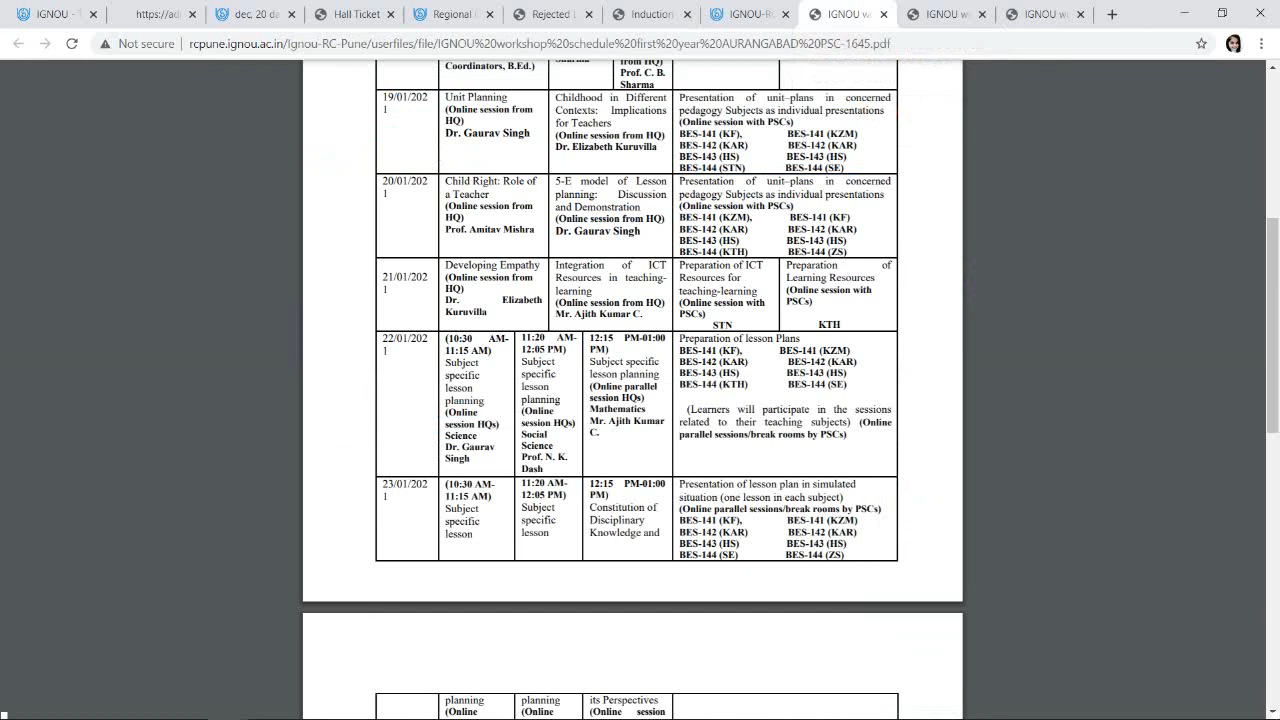 IGNOU - T
https://adi
dec, 20 da
Hall Ticket
Regional C
Rejected L
Induction
IGNOU-RC
IGNOU wo
IGNOU wo
IGNOU wo
Not secure
rcpune.ignou.ac.in/Ignou-RC-Pune/userfiles/file/IGNOU%20workshop%20schedule%20first%20year%20AURANGABAD%20PSC-1645.pdf
Coordinators, B.Ed.)
from HQ)
Prof. C. B.
Sharma
19/01/202
1
Unit Planning
(Online session from
HQ)
Dr. Gaurav Singh
Childhood in Different
Contexts: Implications
for Teachers
(Online session from HQ)
Dr. Elizabeth Kuruvilla
Presentation of unit–plans in concerned
pedagogy Subjects as individual presentations
(Online session with PSCs)
BES-141 (KF), BES-141 (KZM)
BES-142 (KAR) BES-142 (KAR)
BES-143 (HS) BES-143 (HS)
BES-144 (STN) BES-144 (SE)
20/01/202
1
Child Right: Role of
a Teacher
(Online session from
HQ)
Prof. Amitav Mishra
5-E model of Lesson
planning: Discussion
and Demonstration
(Online session from HQ)
Dr. Gaurav Singh
Presentation of unit–plans in concerned
pedagogy Subjects as individual presentations
(Online session with PSCs)
BES-141 (KZM), BES-141 (KF)
BES-142 (KAR) BES-142 (KAR)
BES-143 (HS) BES-143 (HS)
BES-144 (KTH) BES-144 (ZS)
21/01/202
1
Developing Empathy
(Online session from
HQ)
Dr. Elizabeth
Kuruvilla
Integration of ICT
Resources in teaching-
learning
(Online session from HQ)
Mr. Ajith Kumar C.
Preparation of ICT
Resources for
teaching-learning
(Online session with
PSCs)
STN
Preparation of
Learning Resources
(Online session with
PSCs)
KTH
22/01/202
1
(10:30 AM-
11:15 AM)
Subject
specific
lesson
planning
(Online
session HQs)
Science
Dr. Gaurav
Singh
11:20 AM-
12:05 PM)
Subject
specific
lesson
planning
(Online
session HQs)
Social
Science
Prof. N. K.
Dash
12:15 PM-01:00
PM)
Subject specific
lesson planning
(Online parallel
session HQs)
Mathematics
Mr. Ajith Kumar
C.
Preparation of lesson Plans
BES-141 (KF), BES-141 (KZM)
BES-142 (KAR) BES-142 (KAR)
BES-143 (HS) BES-143 (HS)
BES-144 (KTH) BES-144 (SE)
(Learners will participate in the sessions
related to their teaching subjects) (Online
parallel sessions/break rooms by PSCs)
23/01/202
1
(10:30 AM-
11:15 AM)
Subject
specific
lesson
11:20 AM-
12:05 PM)
Subject
specific
lesson
12:15 PM-01:00
PM)
Constitution of
Disciplinary
Knowledge and
Presentation of lesson plan in simulated
situation (one lesson in each subject)
(Online parallel sessions/break rooms by PSCs)
BES-141 (KF), BES-141 (KZM)
BES-142 (KAR) BES-142 (KAR)
BES-143 (HS) BES-143 (HS)
BES-144 (SE) BES-144 (ZS)
planning
(Online
planning
(Online
its Perspectives
(Online session